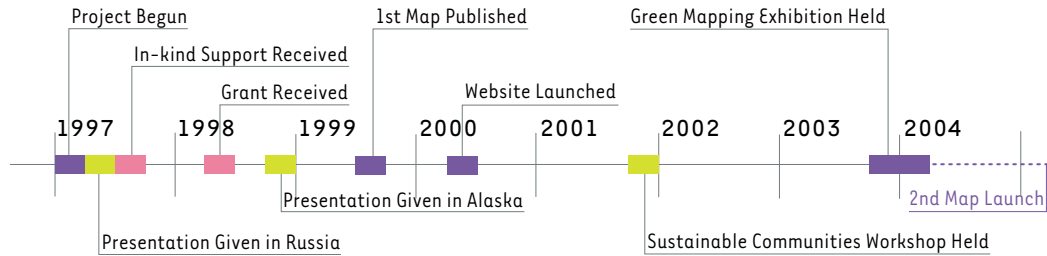 Project Begun
1st Map Published
Green Mapping Exhibition Held
In-kind Support Received
Grant Received
Website Launched
1997
1998
1999
2000
2001
2002
2003
2004
Presentation Given in Alaska
2nd Map Launch
Presentation Given in Russia
Sustainable Communities Workshop Held